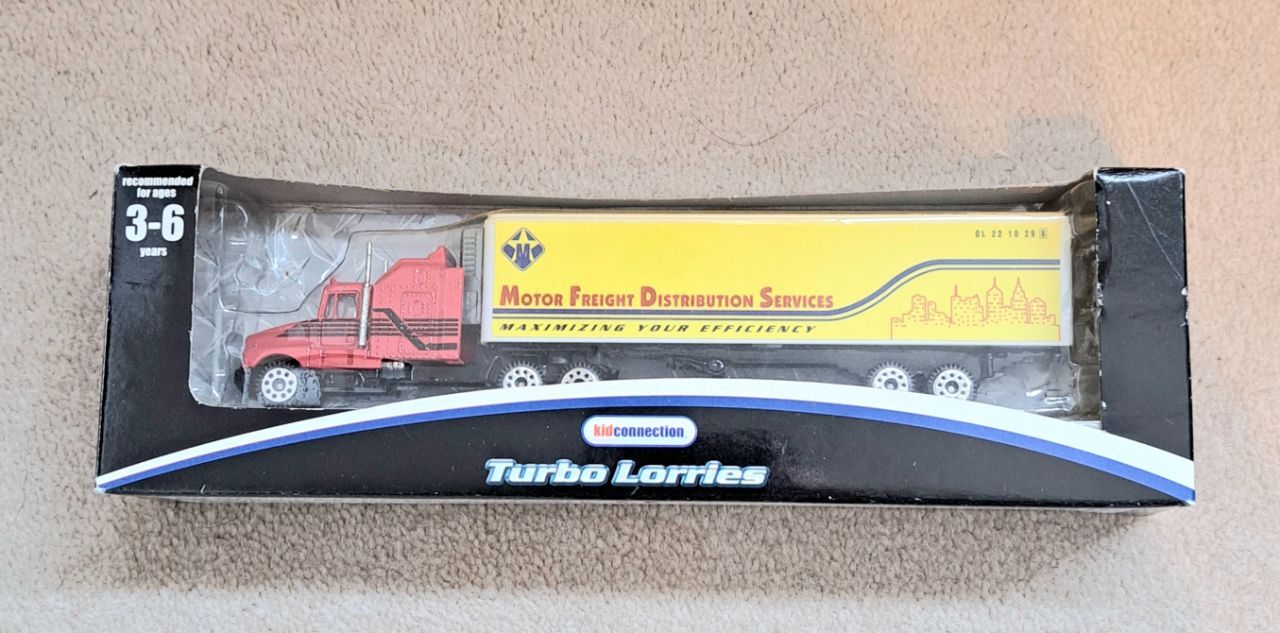 recommended
for ages
3-6
years
M
GL 22 10 29 B
MOTOR FREIGHT DISTRIBUTION SERVICES
MAXIMIZING YOUR EFFICIENCY
kidconnection
Turbo Lorries